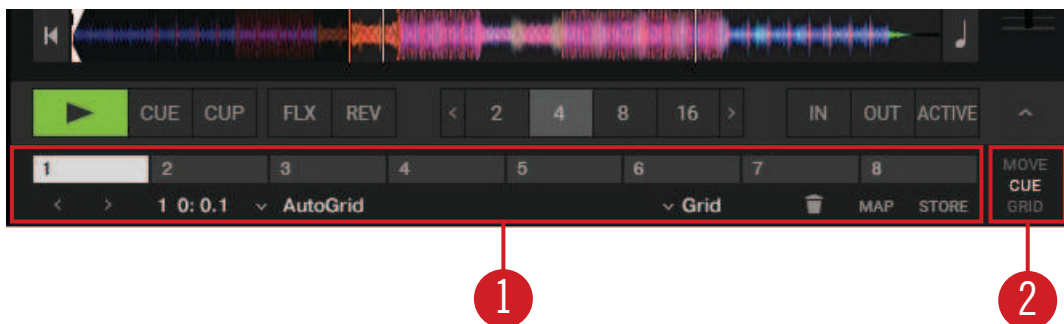 CUE CUP FLX REV < 2 4 8 16 > IN OUT ACTIVE
1 2 3 4 5 6 7 8 MOVE
< > 1 0: 0.1 AutoGrid Grid MAP STORE CUE
GRID
1 2